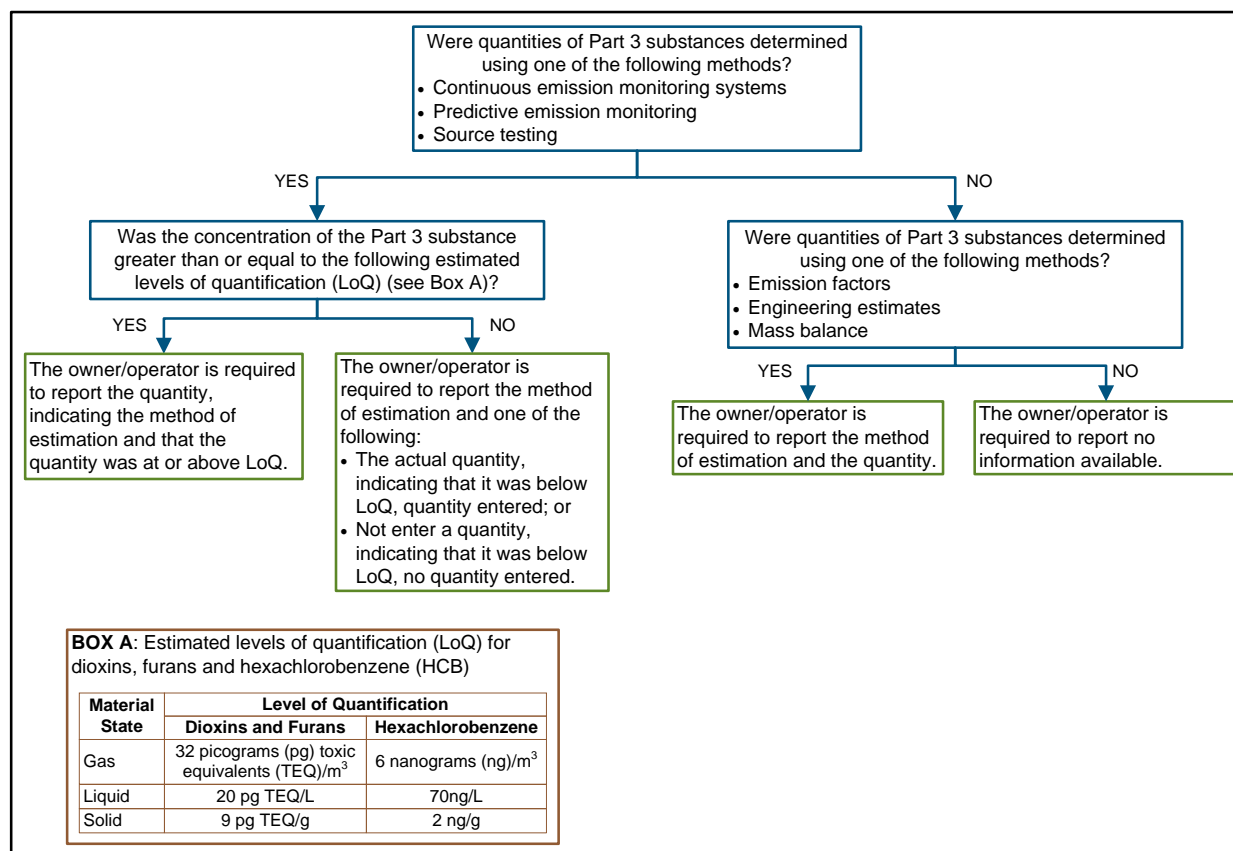 Were quantities of Part 3 substances determined
using one of the following methods?
• Continuous emission monitoring systems
• Predictive emission monitoring
• Source testing
YES
NO
Was the concentration of the Part 3 substance
greater than or equal to the following estimated
levels of quantification (LoQ) (see Box A)?
Were quantities of Part 3 substances determined
using one of the following methods?
• Emission factors
• Engineering estimates
• Mass balance
YES
NO
The owner/operator is required
to report the quantity,
indicating the method of
estimation and that the
quantity was at or above LoQ.
The owner/operator is
required to report the method
of estimation and one of the
following:
• The actual quantity,
indicating that it was below
LoQ, quantity entered; or
• Not enter a quantity,
indicating that it was below
LoQ, no quantity entered.
YES
NO
The owner/operator is
required to report the method
of estimation and the quantity.
The owner/operator is
required to report no
information available.
BOX A: Estimated levels of quantification (LoQ) for
dioxins, furans and hexachlorobenzene (HCB)
Material
State
Level of Quantification
Dioxins and Furans
Hexachlorobenzene
Gas
32 picograms (pg) toxic
equivalents (TEQ)/m³
6 nanograms (ng)/m³
Liquid
20 pg TEQ/L
70ng/L
Solid
9 pg TEQ/g
2 ng/g